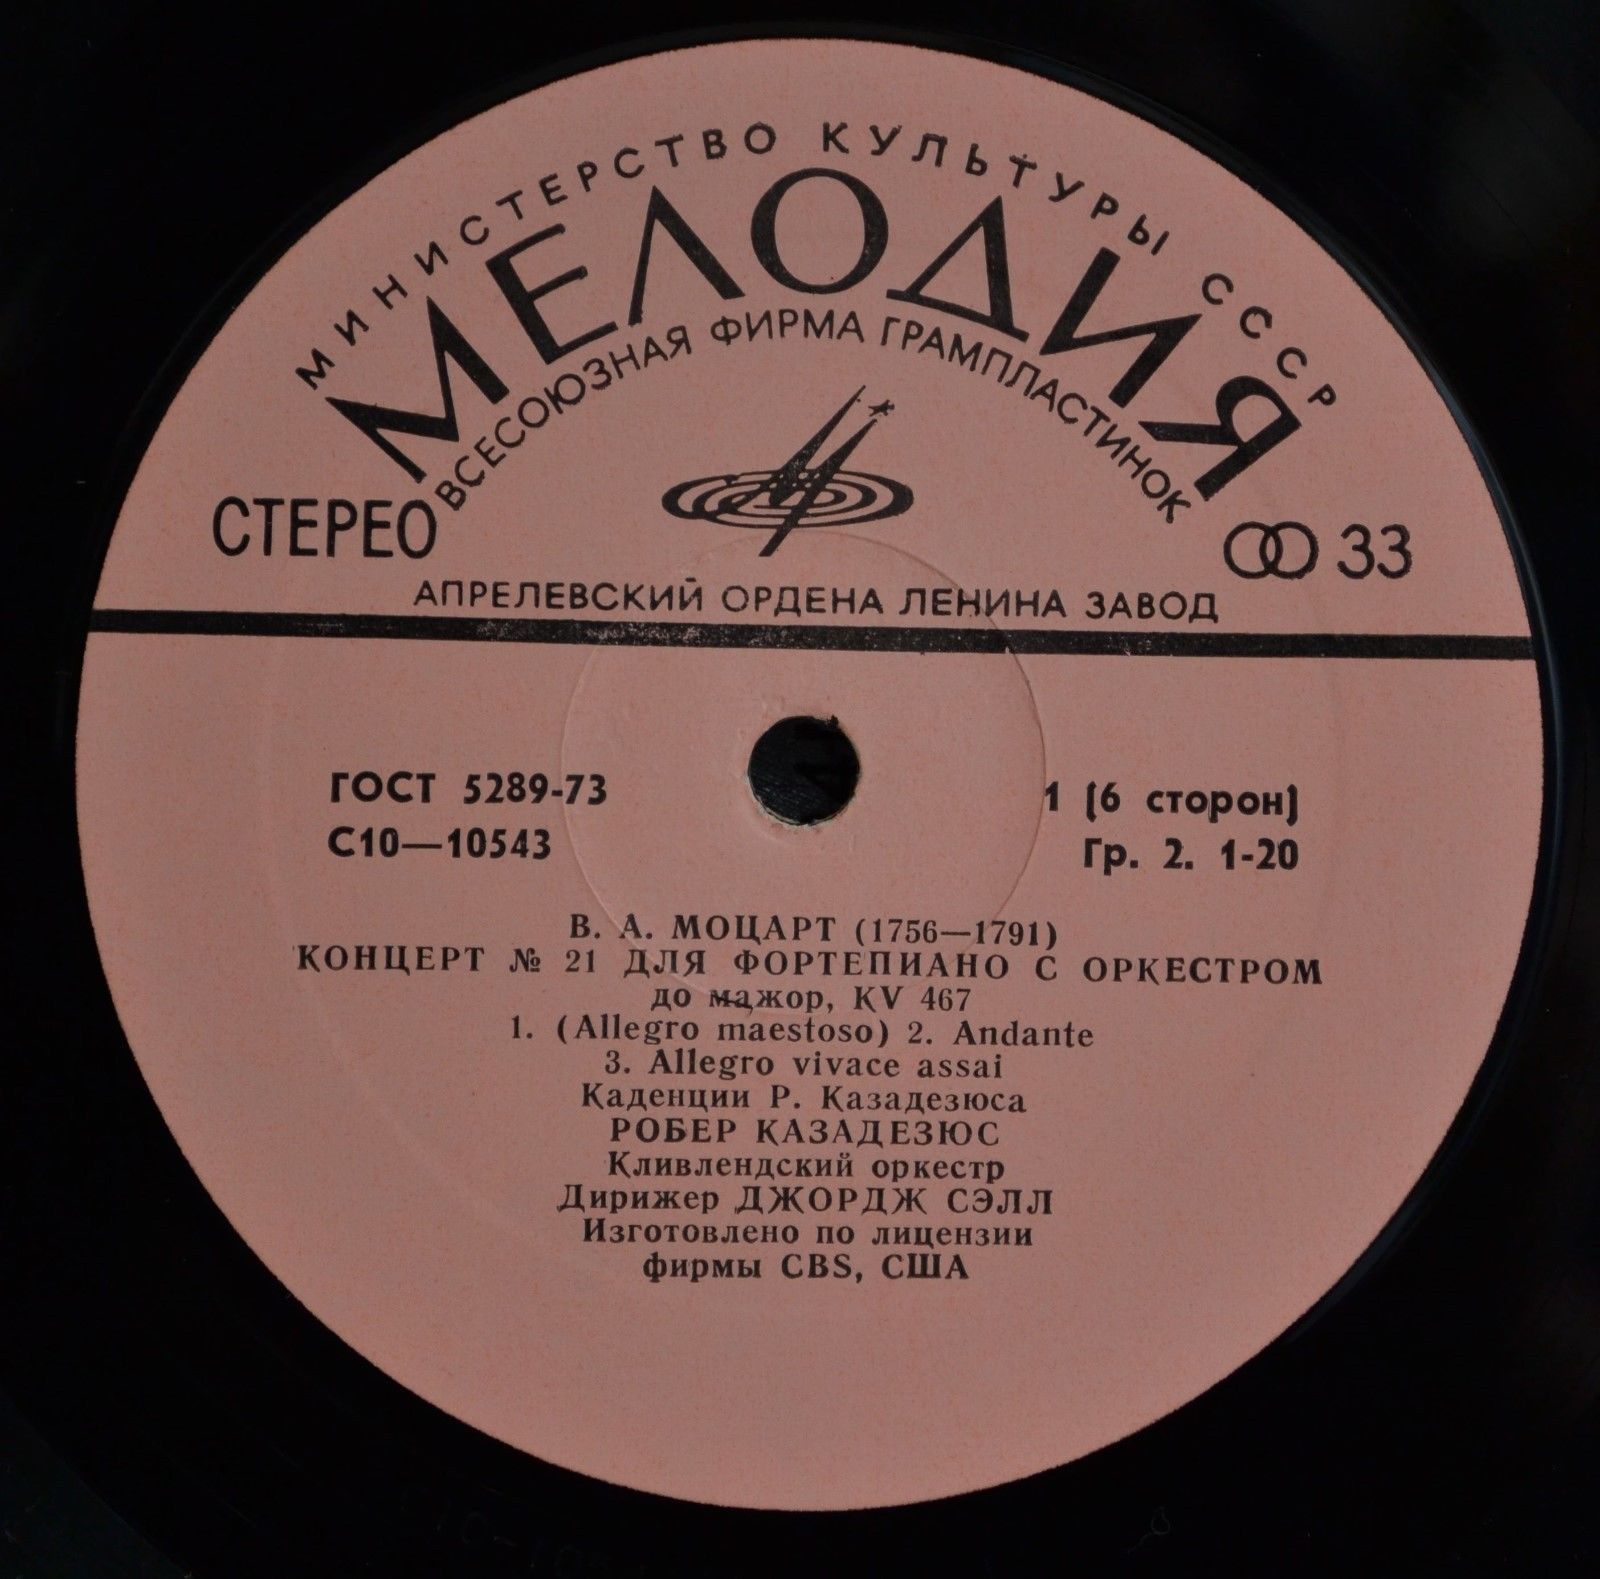 МИНИСТЕРСТВО КУЛЬТУРЫ СССР
МЕЛОДИЯ
ВСЕСОЮЗНАЯ ФИРМА ГРАМПЛАСТИНОК
СТЕРЕО
33
АПРЕЛЕВСКИЙ ОРДЕНА ЛЕНИНА ЗАВОД
ГОСТ 5289-73
1 (6 сторон)
С10—10543
Гр. 2. 1-20
В. А. МОЦАРТ (1756—1791)
КОНЦЕРТ № 21 ДЛЯ ФОРТЕПИАНО С ОРКЕСТРОМ
до мажор, KV 467
1. (Allegro maestoso) 2. Andante
3. Allegro vivace assai
Каденции Р. Казадезюса
РОБЕР КАЗАДЕЗЮС
Кливлендский оркестр
Дирижер ДЖОРДЖ СЭЛЛ
Изготовлено по лицензии
фирмы CBS, США